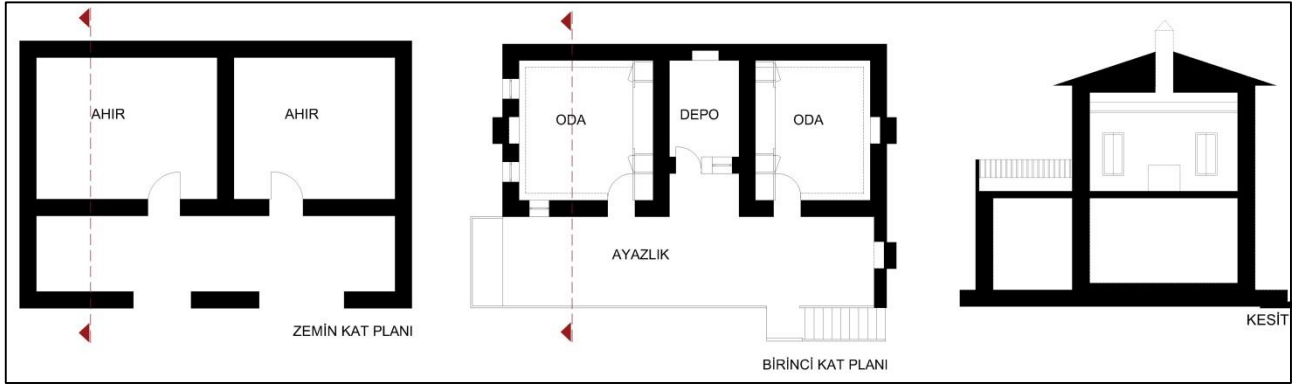 AHIR
AHIR
ZEMİN KAT PLANI
ODA
DEPO
ODA
AYAZLIK
BİRİNCİ KAT PLANI
KESİT